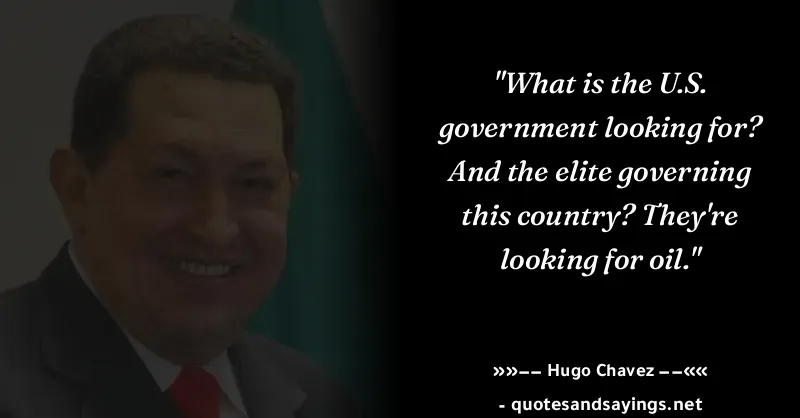 "What is the U.S.
government looking for?
And the elite governing
this country? They're
looking for oil."
»»–– Hugo Chavez ––««
- quotesandsayings.net